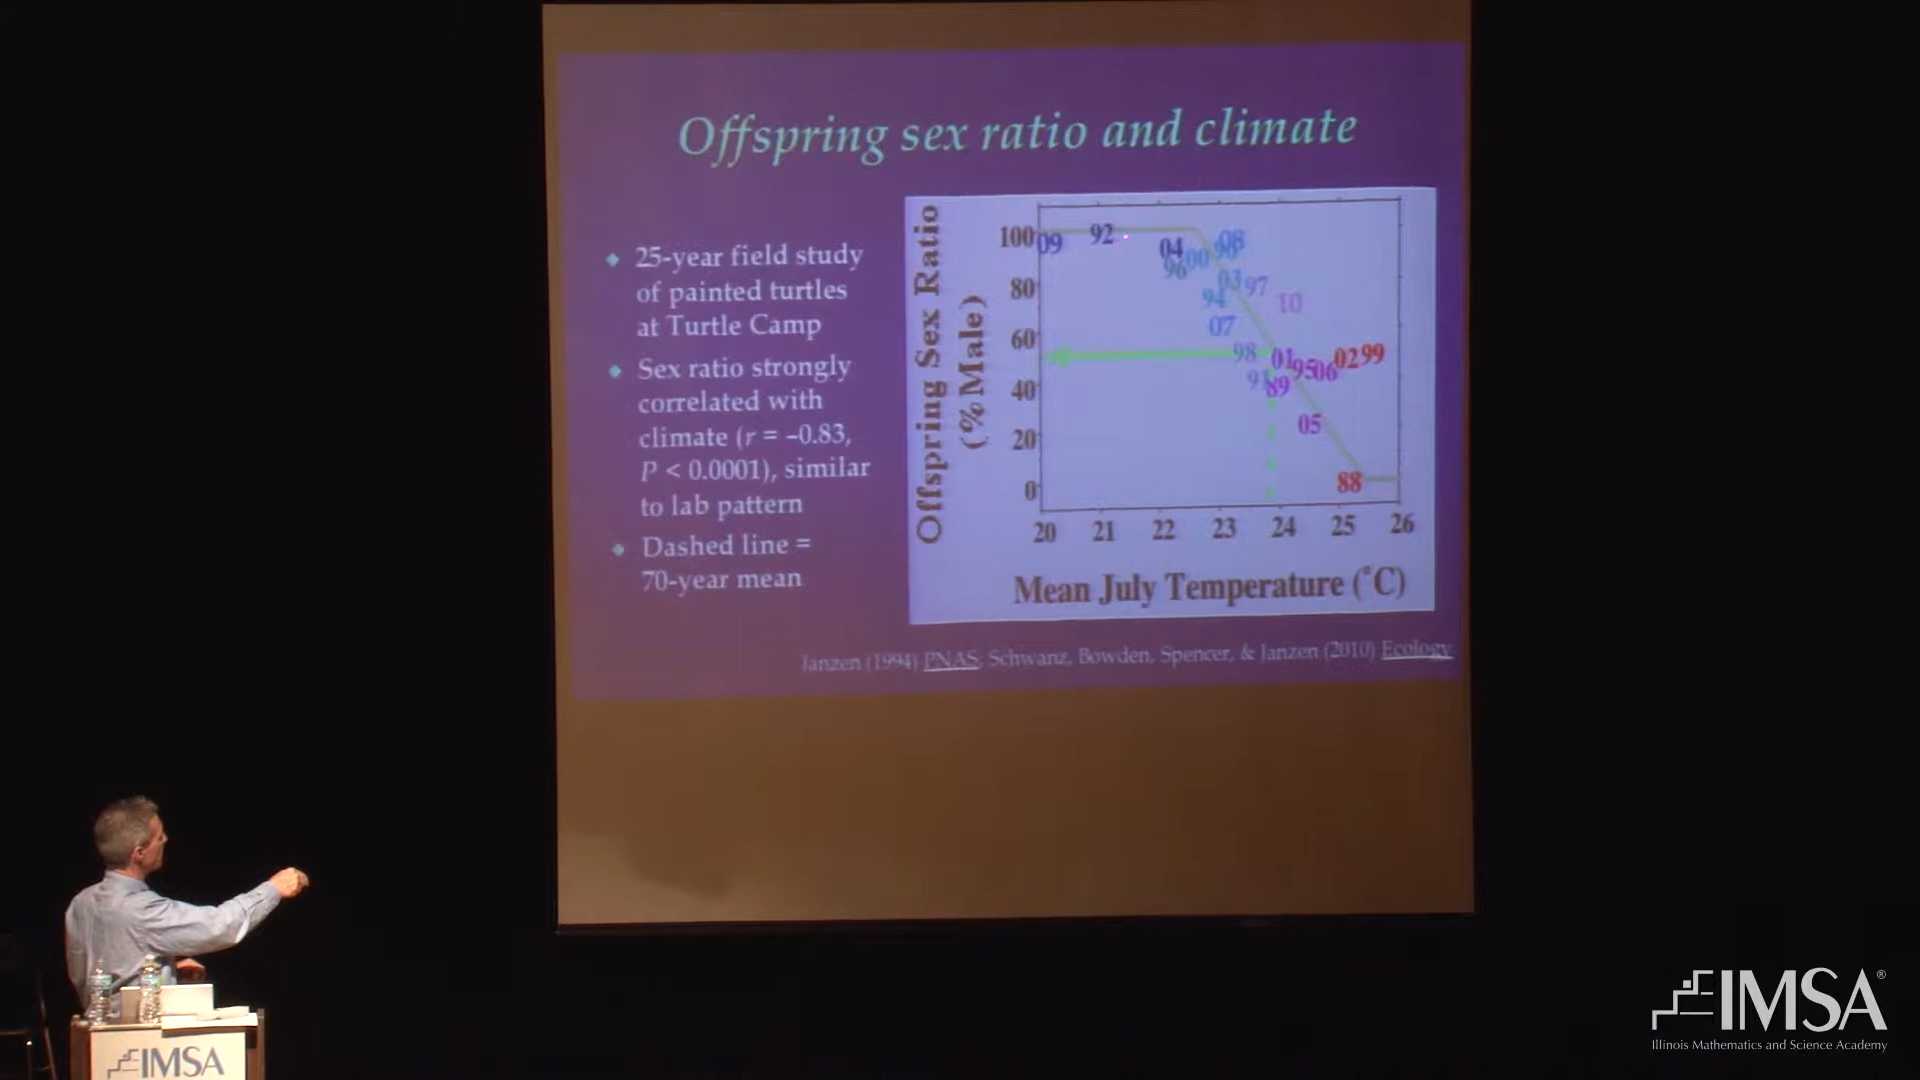 Offspring sex ratio and climate
25-year field study
of painted turtles
at Turtle Camp
Sex ratio strongly
correlated with
climate (r = –0.83,
P < 0.0001), similar
to lab pattern
Dashed line =
70-year mean
Offspring Sex Ratio
(%Male)
100
80
60
40
20
0
09
92
04
00
96
08
03
97
94
10
07
98
01
95
06
02
99
89
05
88
20 21 22 23 24 25 26
Mean July Temperature (°C)
Janzen (1994) PNAS; Schwanz, Bowden, Spencer, & Janzen (2010) Ecology
IMSA
IMSA®
Illinois Mathematics and Science Academy